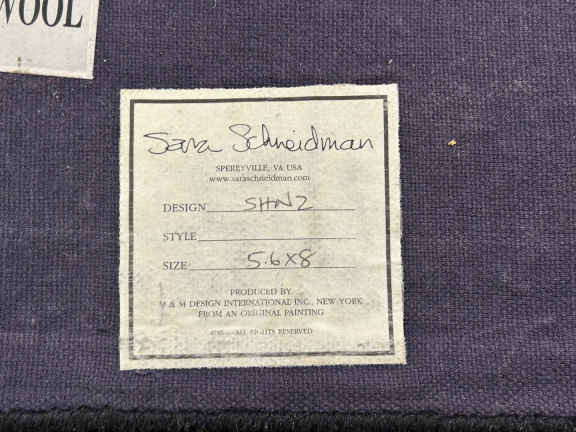 WOOL
Sara Schneidman
SPEREYVILLE, VA USA
www.saraschneidman.com
DESIGN SHN2
STYLE
SIZE 5.6X8
PRODUCED BY
M & M DESIGN INTERNATIONAL INC., NEW YORK
FROM AN ORIGINAL PAINTING
ALL RIGHTS RESERVED